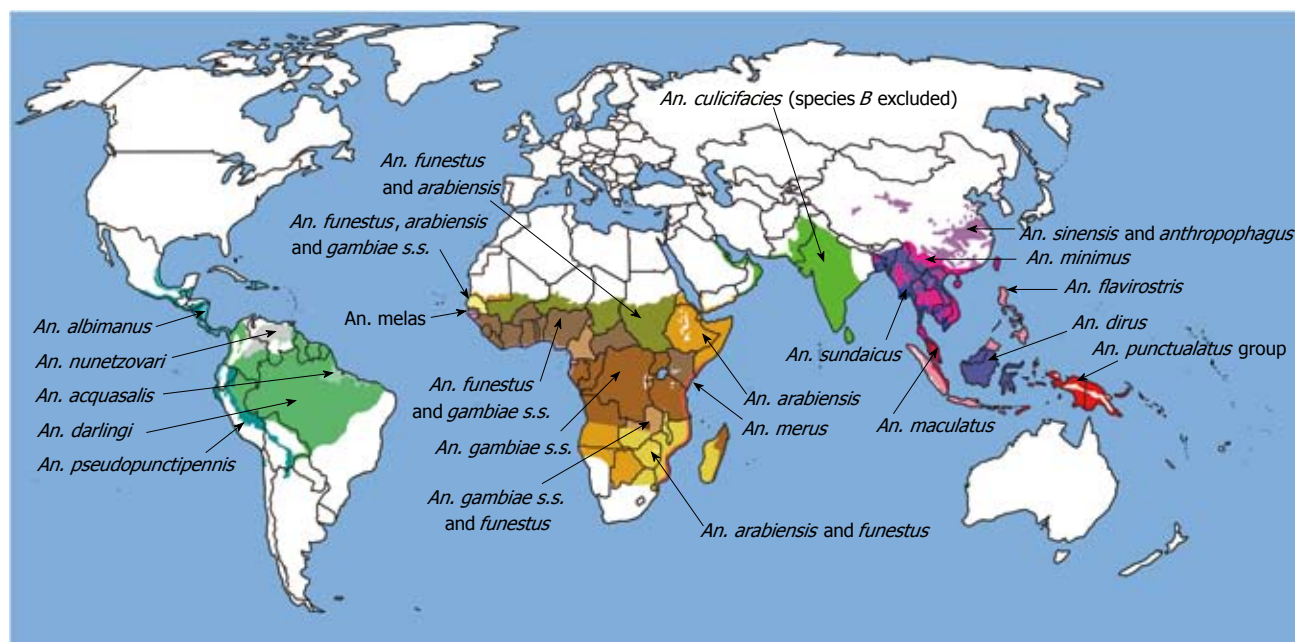 An. culicifacies (species B excluded)
An. funestus
and arabiensis
An. funestus, arabiensis
and gambiae s.s.
An. melas
An. funestus
and gambiae s.s.
An. gambiae s.s.
An. gambiae s.s.
and funestus
An. albimanus
An. nunetzovari
An. acquasalis
An. darlingi
An. pseudopunctipennis
An. arabiensis
An. merus
An. arabiensis and funestus
An. sinensis and anthropophagus
An. minimus
An. flavirostris
An. dirus
An. sundaicus
An. punctualatus group
An. maculatus